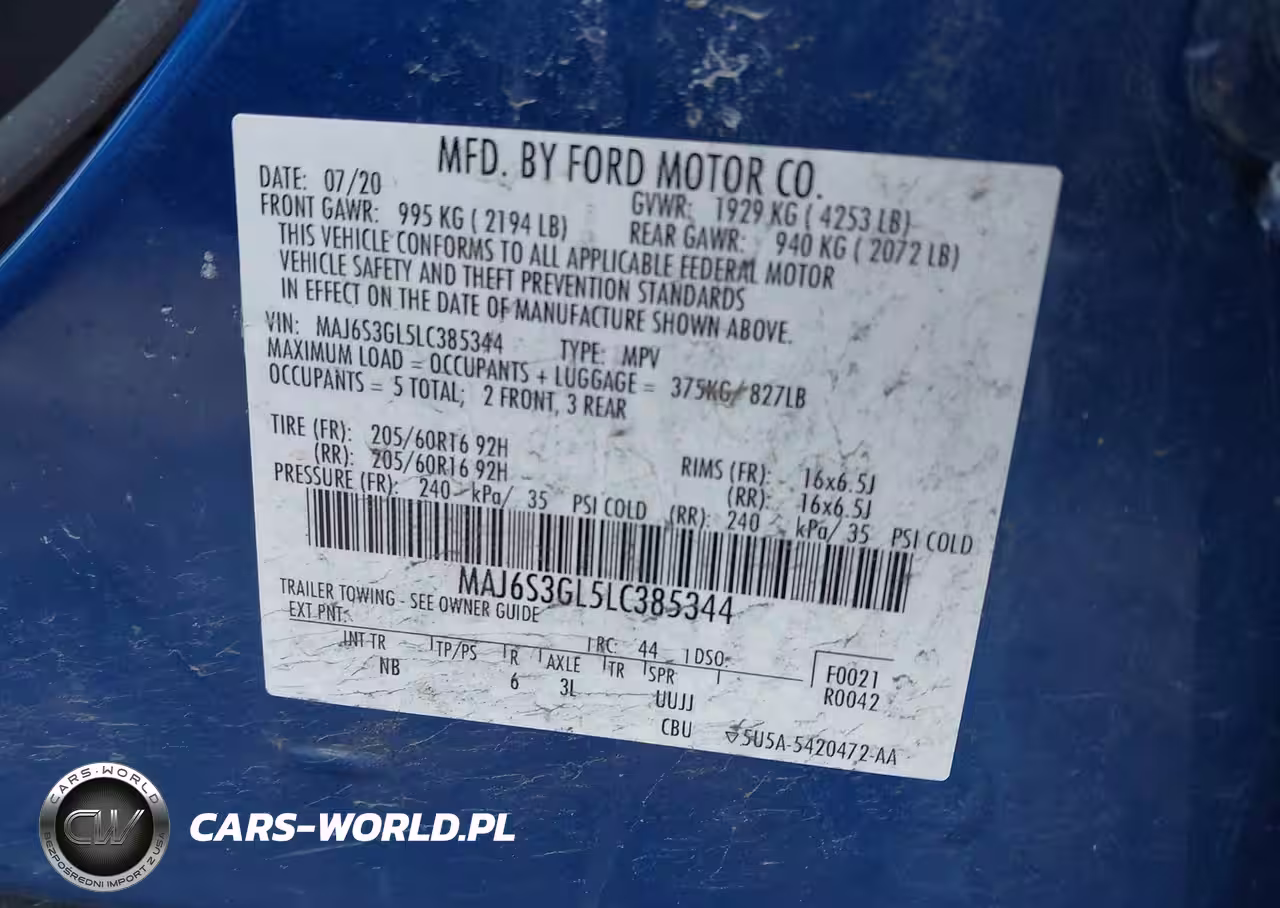 MFD. BY FORD MOTOR CO.
DATE: 07/20 GVWR: 1929 KG ( 4253 LB)
FRONT GAWR: 995 KG ( 2194 LB) REAR GAWR: 940 KG ( 2072 LB)
THIS VEHICLE CONFORMS TO ALL APPLICABLE FEDERAL MOTOR
VEHICLE SAFETY AND THEFT PREVENTION STANDARDS
IN EFFECT ON THE DATE OF MANUFACTURE SHOWN ABOVE.
VIN: MAJ6S3GL5LC385344 TYPE: MPV
MAXIMUM LOAD = OCCUPANTS + LUGGAGE = 375KG/ 827LB
OCCUPANTS = 5 TOTAL; 2 FRONT, 3 REAR
TIRE (FR): 205/60R16 92H RIMS (FR): 16x6.5J
(RR): 205/60R16 92H (RR): 16x6.5J
PRESSURE (FR): 240 kPa/ 35 PSI COLD (RR): 240 kPa/ 35 PSI COLD
MAJ6S3GL5LC385344
TRAILER TOWING - SEE OWNER GUIDE
EXT PNT: RC: 44 DSO:
INT TR TP/PS R AXLE TR SPR
NB 6 3L UUJJ
CBU
F0021
R0042
5U5A-5420472-AA
CARS-WORLD
CW
BEZPOŚREDNI IMPORT Z USA
CARS-WORLD.PL